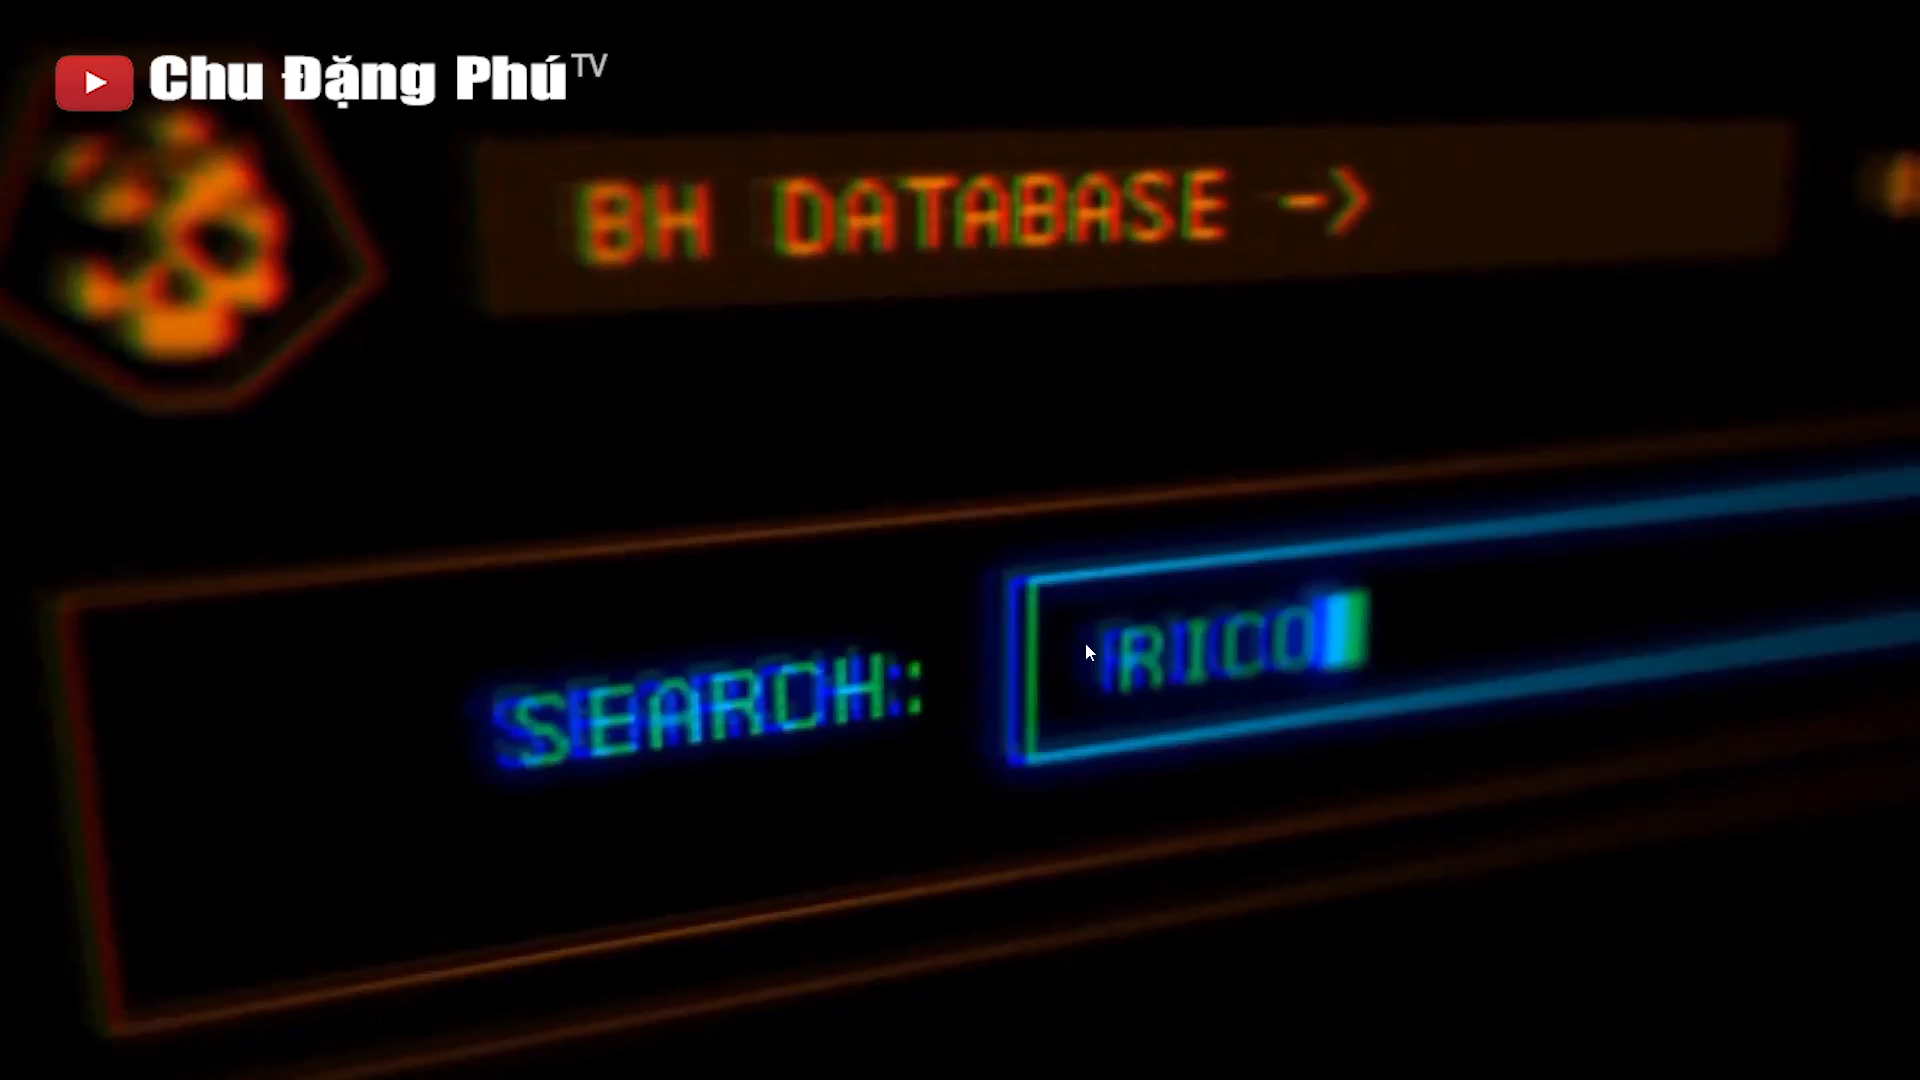 Chu Đặng Phú TV
BH DATABASE ->
SEARCH: RICO